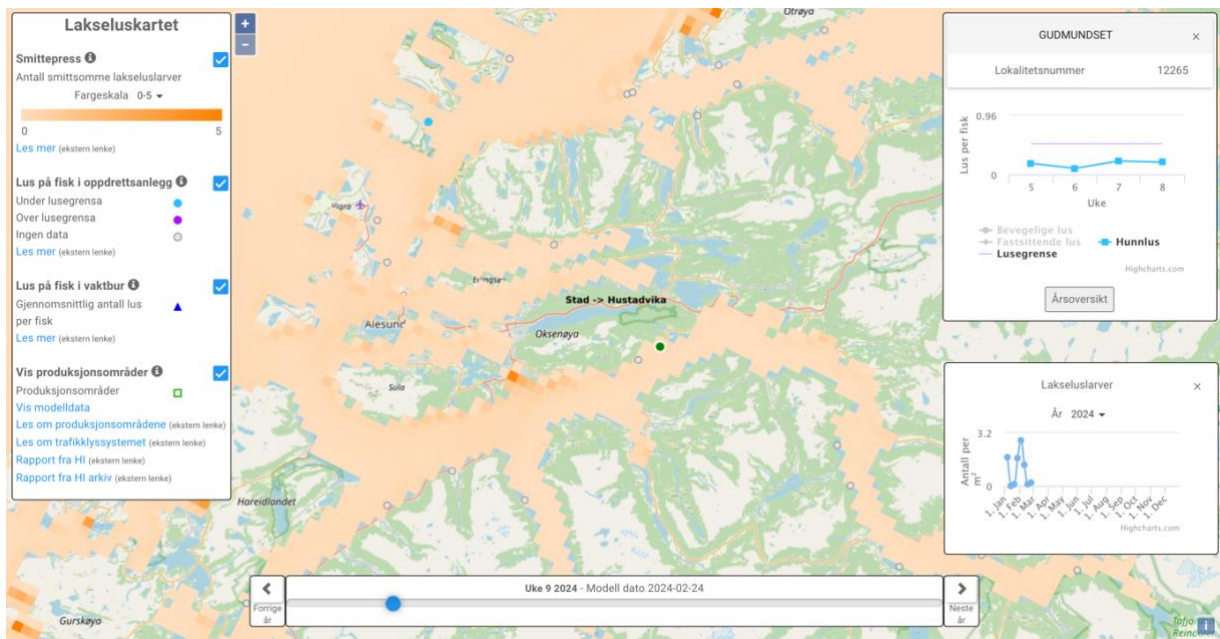 Lakseluskartet
Smittepress
Antall smittsomme lakseluslarver
Fargeskala 0-5
0 5
Les mer (ekstern lenke)
Lus på fisk i oppdrettsanlegg
Under lusegrensa
Over lusegrensa
Ingen data
Les mer (ekstern lenke)
Lus på fisk i vaktbur
Gjennomsnittlig antall lus
per fisk
Les mer (ekstern lenke)
Vis produksjonsområder
Produksjonsområder
Vis modelldata
Les om produksjonsområdene (ekstern lenke)
Les om trafikklyssystemet (ekstern lenke)
Rapport fra HI (ekstern lenke)
Rapport fra HI arkiv (ekstern lenke)
+
−
Otrøya
Vigra
Stad -> Hustadvika
Oksenøya
Sula
Hareidlandet
Gurskøya
GUDMUNDSET ×
Lokalitetsnummer 12265
Lus per fisk
0.96
0
5 6 7 8
Uke
Bevegelige lus
Fastsittende lus
Hunnlus
Lusegrense
Highcharts.com
Årsoversikt
Lakseluslarver ×
År 2024
Antall per
m²
3.2
0
1. Jan 1. Feb 1. Mar 1. Apr 1. May 1. Jun 1. Jul 1. Aug 1. Sep 1. Oct 1. Nov 1. Dec
Highcharts.com
Uke 9 2024 - Modell dato 2024-02-24
Forrige
år
Neste
år
i